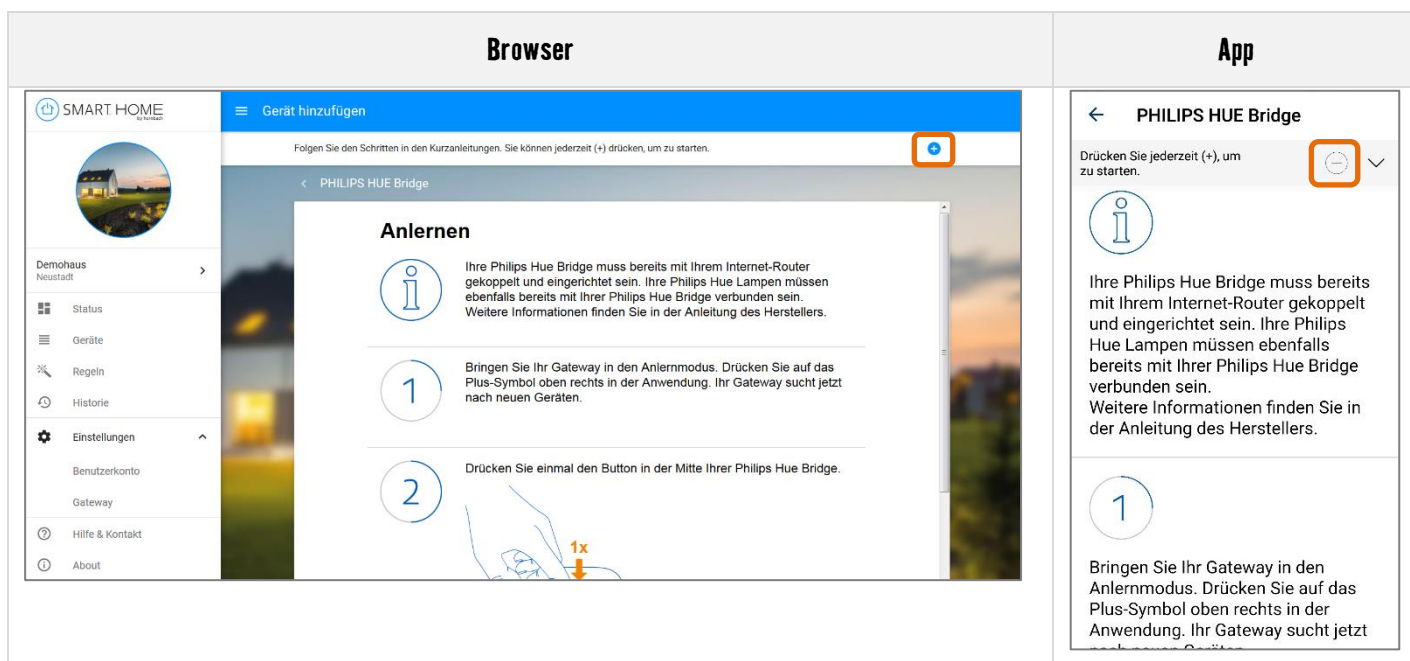 Browser
App
SMART HOME
by hornbach
Gerät hinzufügen
Folgen Sie den Schritten in den Kurzanleitungen. Sie können jederzeit (+) drücken, um zu starten.
PHILIPS HUE Bridge
Demohaus
Neustadt
Status
Geräte
Regeln
Historie
Einstellungen
Benutzerkonto
Gateway
Hilfe & Kontakt
About
Anlernen
Ihre Philips Hue Bridge muss bereits mit Ihrem Internet-Router
gekoppelt und eingerichtet sein. Ihre Philips Hue Lampen müssen
ebenfalls bereits mit Ihrer Philips Hue Bridge verbunden sein.
Weitere Informationen finden Sie in der Anleitung des Herstellers.
1
Bringen Sie Ihr Gateway in den Anlernmodus. Drücken Sie auf das
Plus-Symbol oben rechts in der Anwendung. Ihr Gateway sucht jetzt
nach neuen Geräten.
2
Drücken Sie einmal den Button in der Mitte Ihrer Philips Hue Bridge.
1x
PHILIPS HUE Bridge
Drücken Sie jederzeit (+), um
zu starten.
Ihre Philips Hue Bridge muss bereits
mit Ihrem Internet-Router gekoppelt
und eingerichtet sein. Ihre Philips
Hue Lampen müssen ebenfalls
bereits mit Ihrer Philips Hue Bridge
verbunden sein.
Weitere Informationen finden Sie in
der Anleitung des Herstellers.
1
Bringen Sie Ihr Gateway in den
Anlernmodus. Drücken Sie auf das
Plus-Symbol oben rechts in der
Anwendung. Ihr Gateway sucht jetzt